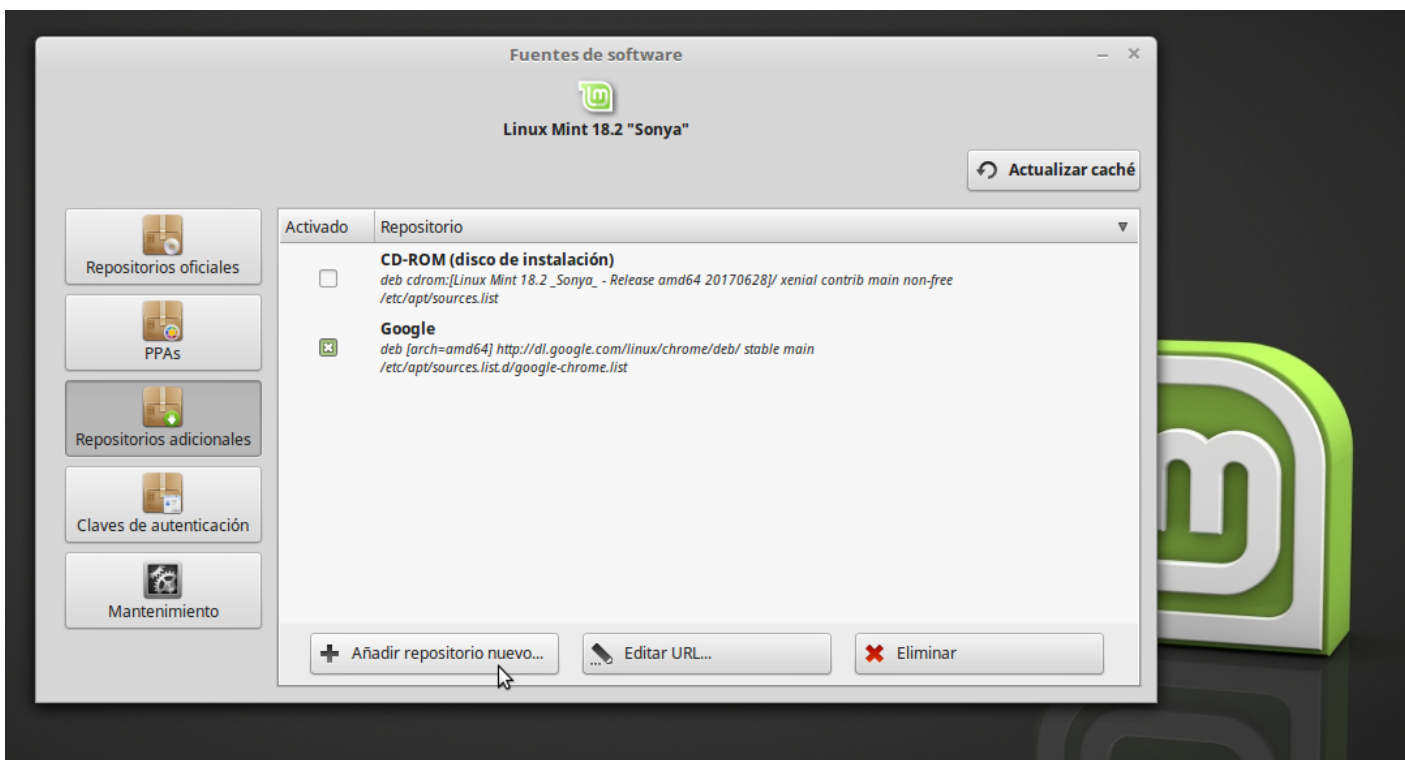 Fuentes de software
Linux Mint 18.2 "Sonya"
Actualizar caché
Repositorios oficiales
PPAs
Repositorios adicionales
Claves de autenticación
Mantenimiento
Activado Repositorio
CD-ROM (disco de instalación)
deb cdrom:[Linux Mint 18.2 _Sonya_ - Release amd64 20170628]/ xenial contrib main non-free
/etc/apt/sources.list
Google
deb [arch=amd64] http://dl.google.com/linux/chrome/deb/ stable main
/etc/apt/sources.list.d/google-chrome.list
Añadir repositorio nuevo... Editar URL... Eliminar